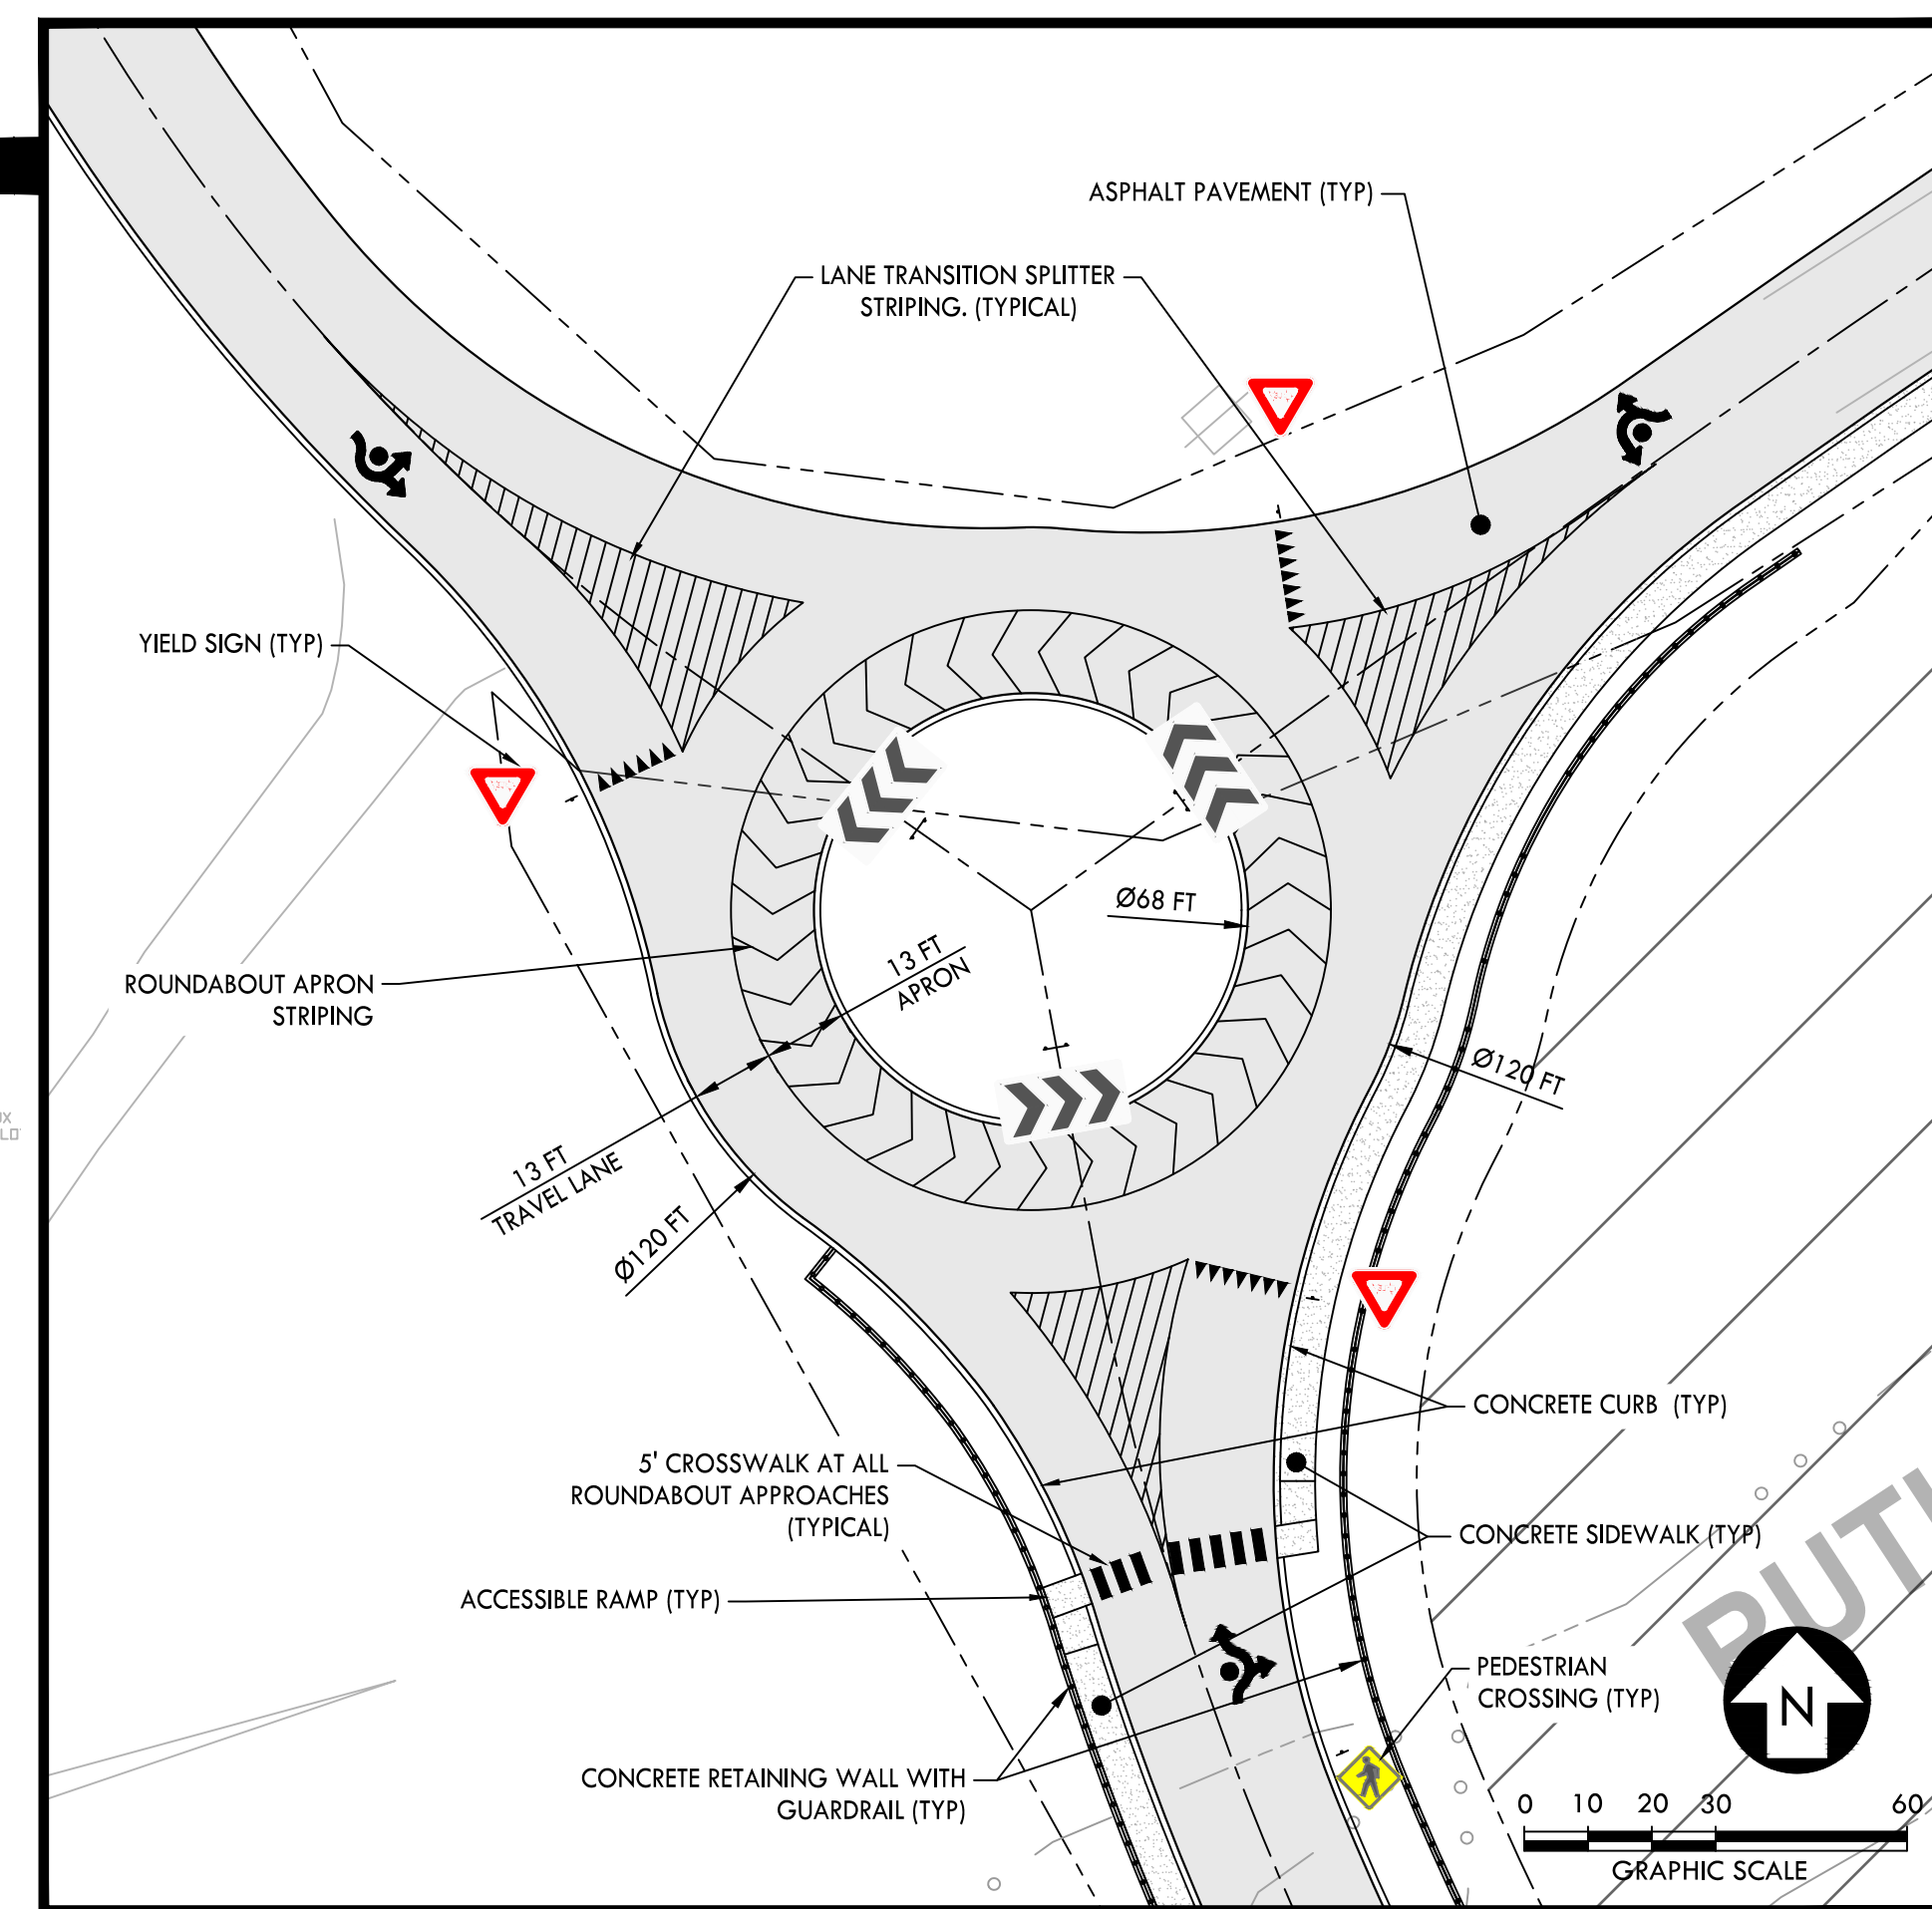 ASPHALT PAVEMENT (TYP)
LANE TRANSITION SPLITTER
STRIPING. (TYPICAL)
YIELD SIGN (TYP)
Ø68 FT
13 FT
APRON
ROUNDABOUT APRON
STRIPING
Ø120 FT
13 FT
TRAVEL LANE
Ø120 FT
CONCRETE CURB (TYP)
5' CROSSWALK AT ALL
ROUNDABOUT APPROACHES
(TYPICAL)
CONCRETE SIDEWALK (TYP)
ACCESSIBLE RAMP (TYP)
PEDESTRIAN
CROSSING (TYP)
N
CONCRETE RETAINING WALL WITH
GUARDRAIL (TYP)
0 10 20 30 60
GRAPHIC SCALE